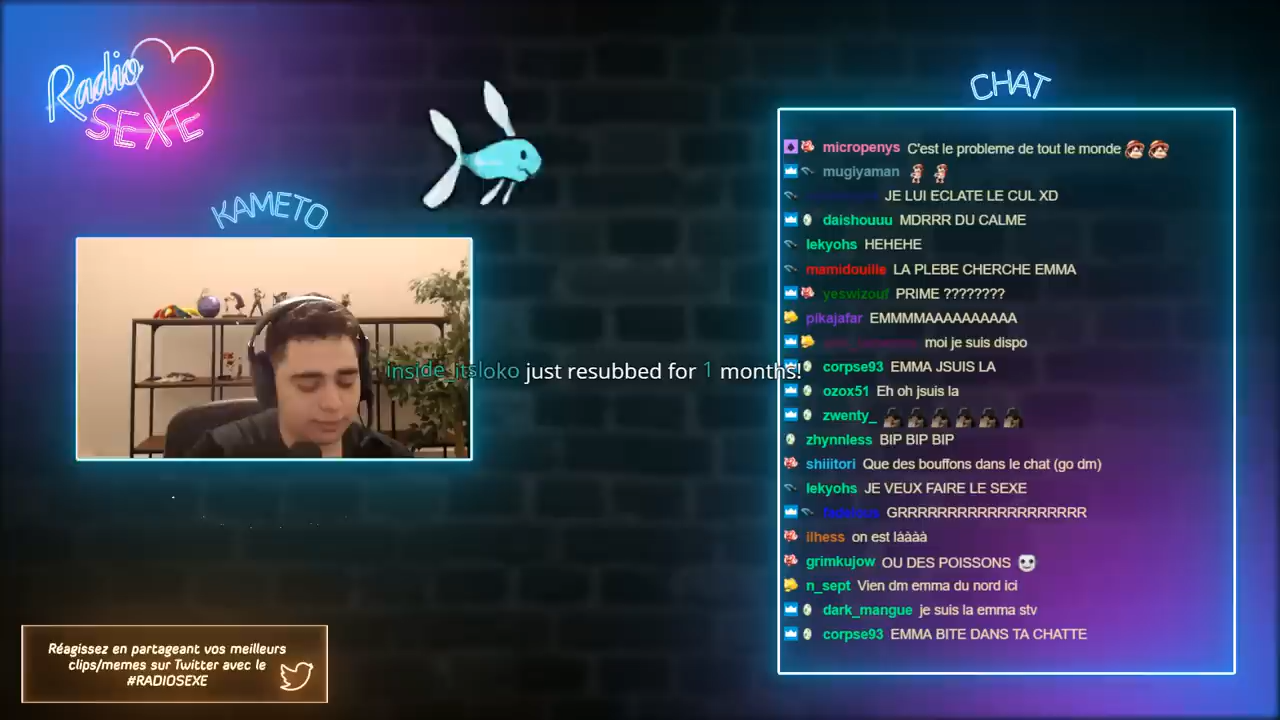 Radio
SEXE
KAMETO
CHAT
micropenys C'est le probleme de tout le monde
mugiyaman
JE LUI ECLATE LE CUL XD
daishouuu MDRRR DU CALME
lekyohs HEHEHE
mamidouille LA PLEBE CHERCHE EMMA
yeswizouf PRIME ????????
pikajafar EMMMMAAAAAAAAAA
moi je suis dispo
inside_itsloko just resubbed for 1 months!
corpse93 EMMA JSUIS LA
ozox51 Eh oh jsuis la
zwenty_
zhynnless BIP BIP BIP
shiiitori Que des bouffons dans le chat (go dm)
lekyohs JE VEUX FAIRE LE SEXE
GRRRRRRRRRRRRRRRRRRR
ilhess on est lâààà
grimkujow OU DES POISSONS
n_sept Vien dm emma du nord ici
dark_mangue je suis la emma stv
corpse93 EMMA BITE DANS TA CHATTE
Réagissez en partageant vos meilleurs
clips/memes sur Twitter avec le
#RADIOSEXE